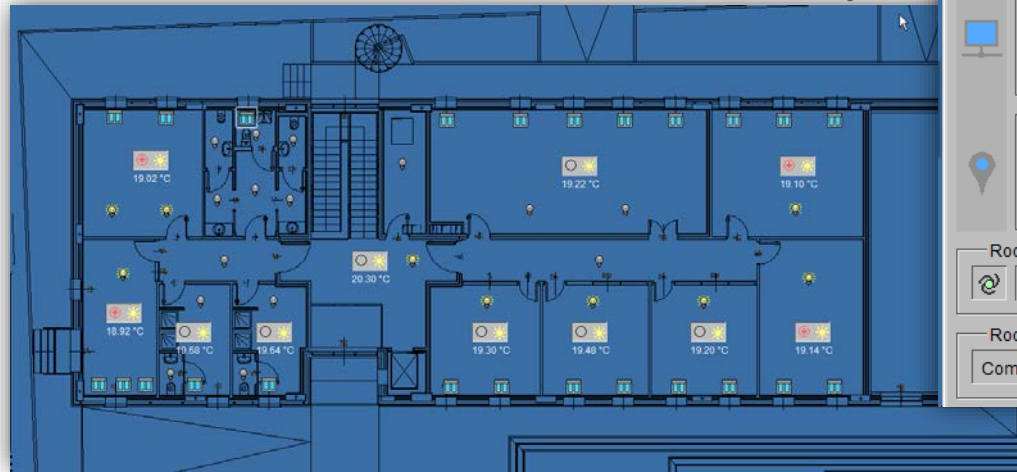 19.02 °C
19.22 °C
19.10 °C
20.30 °C
18.92 °C
19.68 °C
19.64 °C
19.30 °C
19.48 °C
19.20 °C
19.14 °C
Roo
Roo
Com